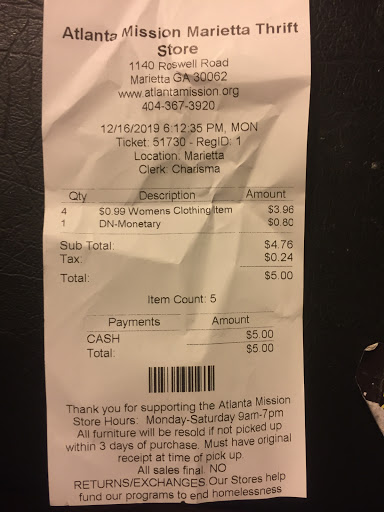 Atlanta Mission Marietta Thrift
Store
1140 Roswell Road
Marietta GA 30062
www.atlantamission.org
404-367-3920
12/16/2019 6:12:35 PM, MON
Ticket: 51730 - RegID: 1
Location: Marietta
Clerk: Charisma
Qty Description Amount
4 $0.99 Womens Clothing Item $3.96
1 DN-Monetary $0.80
Sub Total: $4.76
Tax: $0.24
Total: $5.00
Item Count: 5
Payments Amount
CASH $5.00
Total: $5.00
Thank you for supporting the Atlanta Mission
Store Hours: Monday-Saturday 9am-7pm
All furniture will be resold if not picked up
within 3 days of purchase. Must have original
receipt at time of pick up.
All sales final. NO
RETURNS/EXCHANGES.Our Stores help
fund our programs to end homelessness